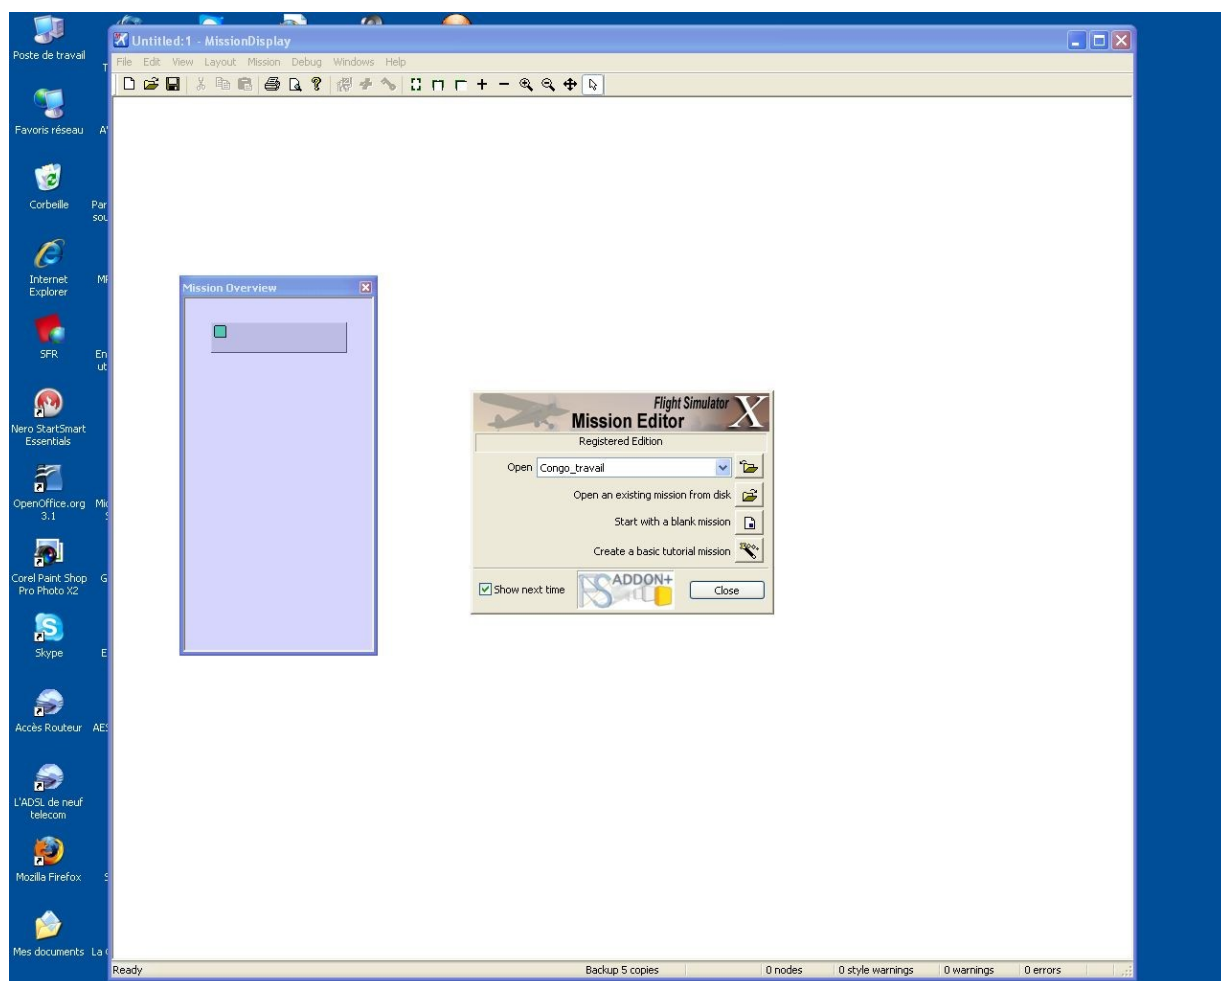 Poste de travail
Favoris réseau
Corbeille
Internet
Explorer
SFR
Nero StartSmart
Essentials
OpenOffice.org
3.1
Corel Paint Shop
Pro Photo X2
Skype
Accès Routeur
L'ADSL de neuf
telecom
Mozilla Firefox
Mes documents
Untitled:1 - MissionDisplay
File Edit View Layout Mission Debug Windows Help
Mission Overview
Flight Simulator X
Mission Editor
Registered Edition
Open Congo_travail
Open an existing mission from disk
Start with a blank mission
Create a basic tutorial mission
Show next time
ADDON+
Close
Ready Backup 5 copies 0 nodes 0 style warnings 0 warnings 0 errors